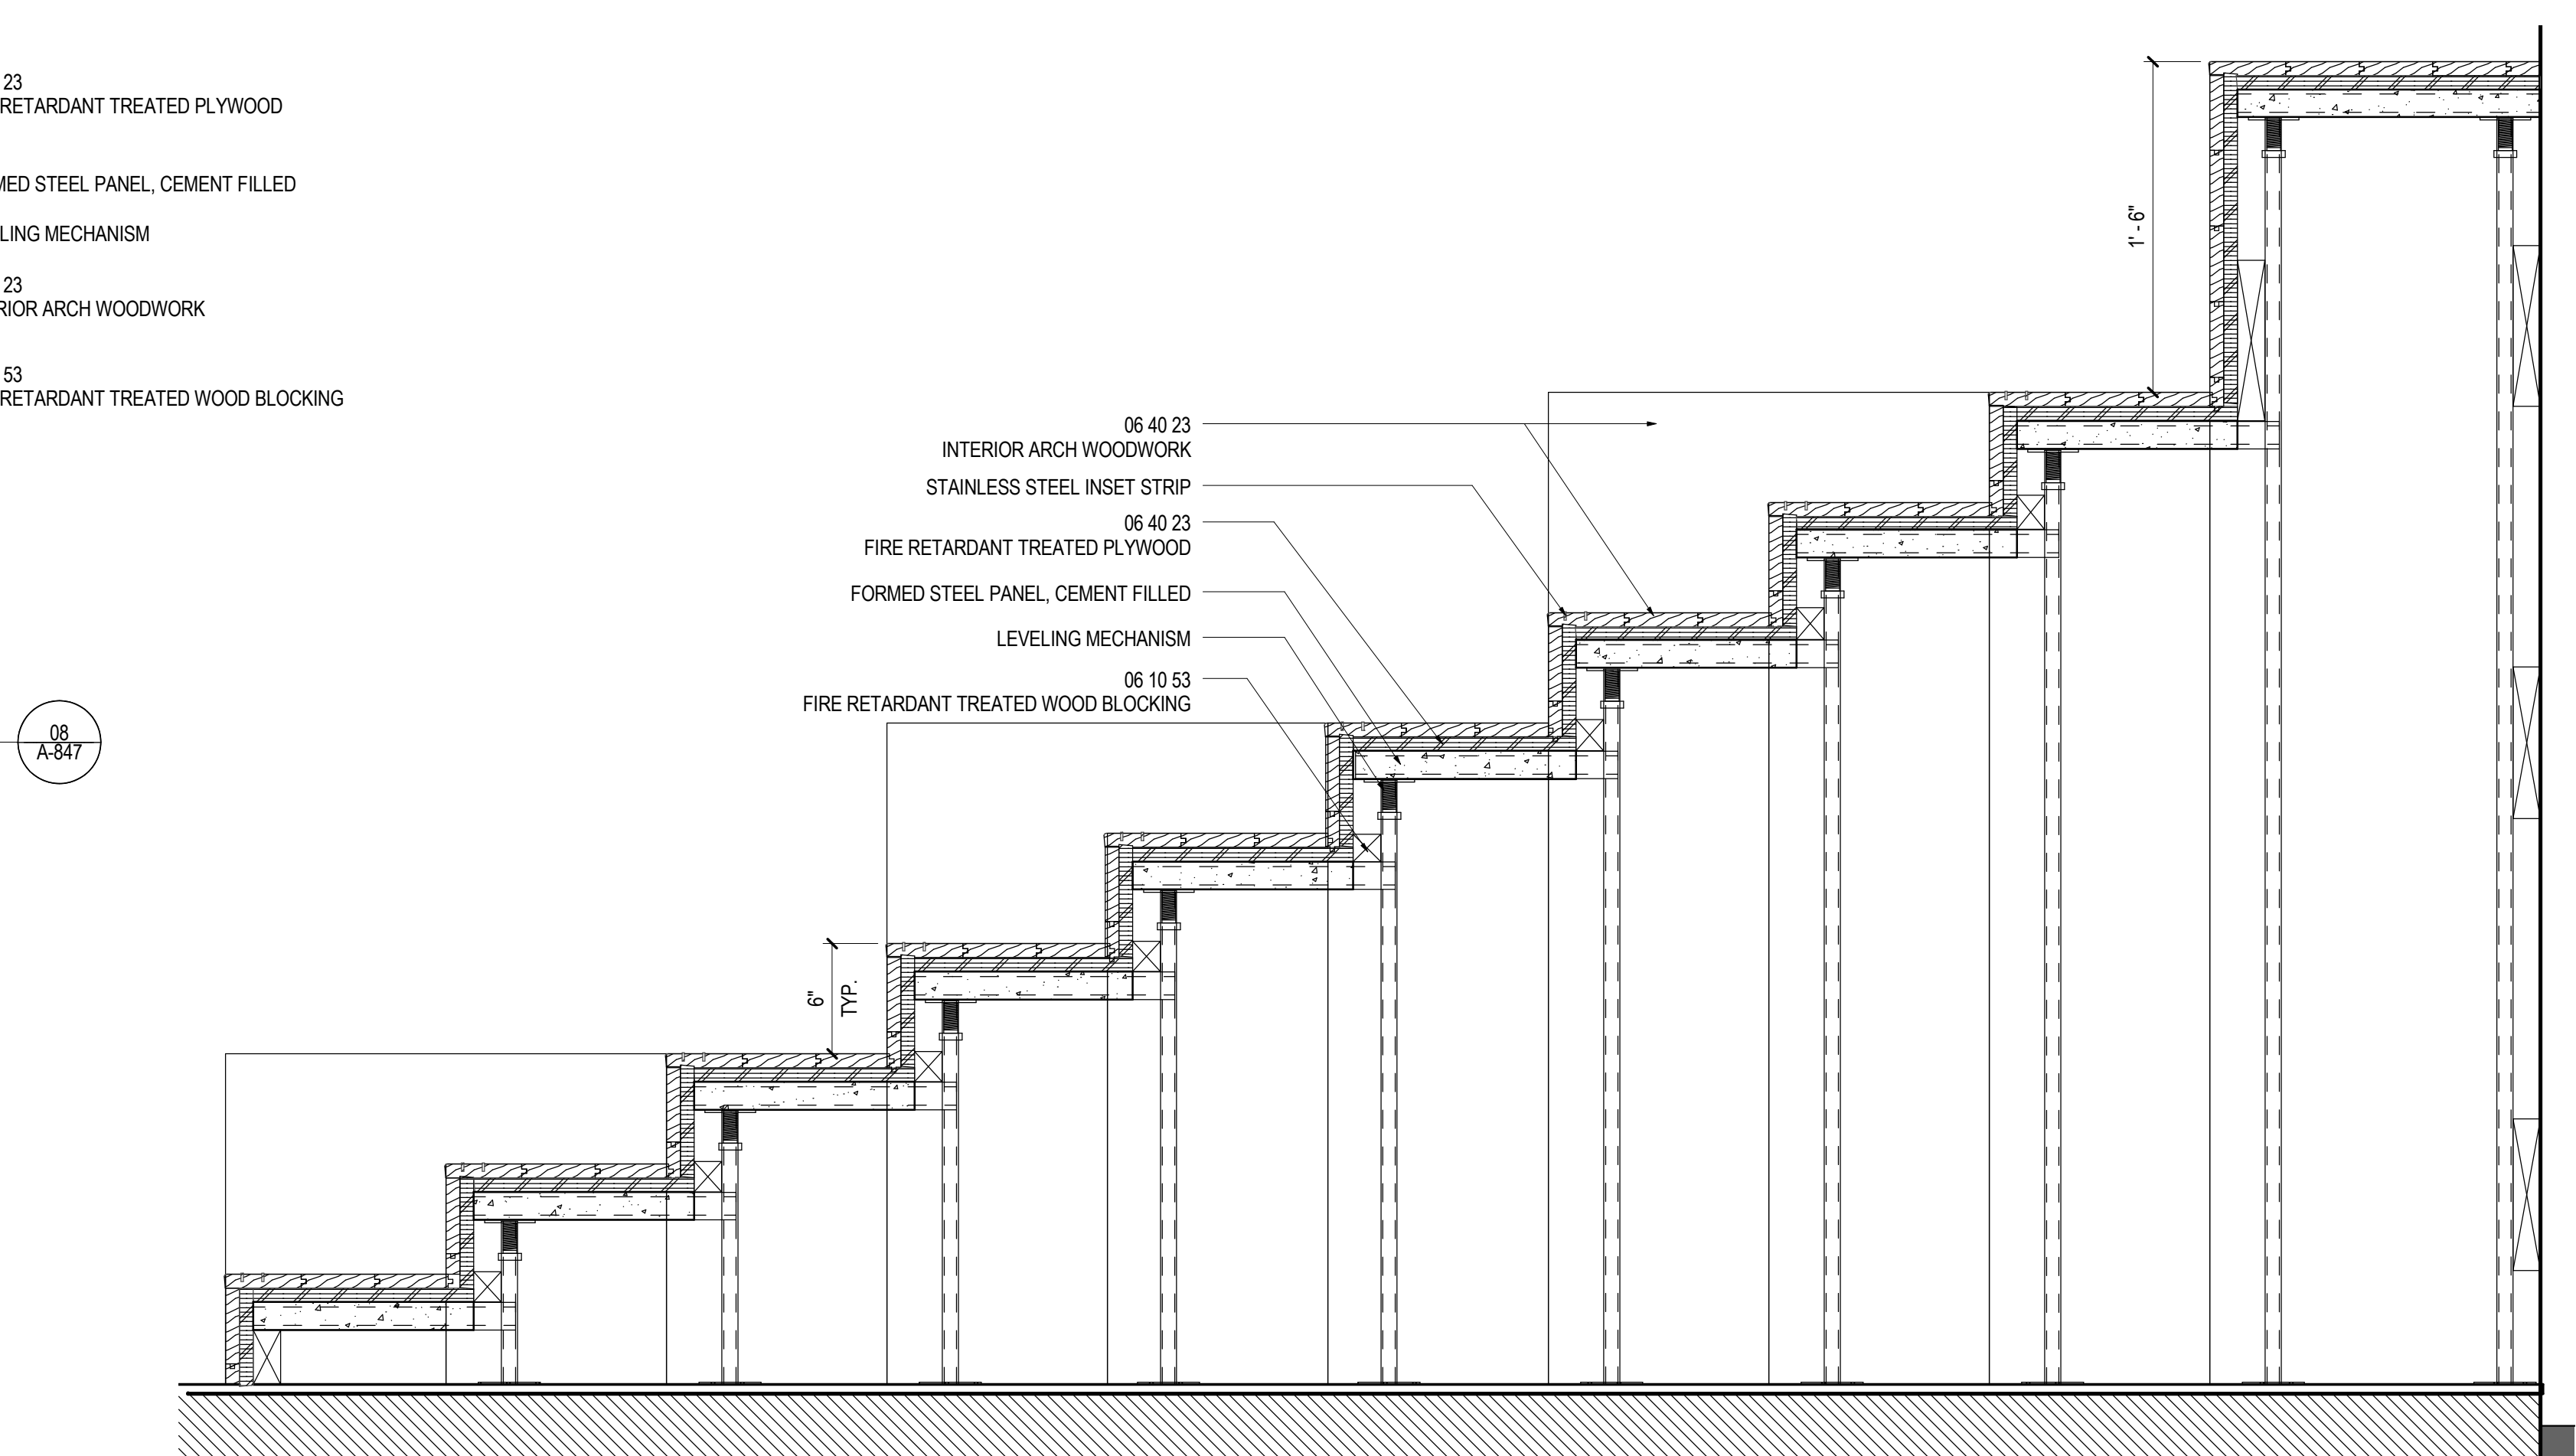 23
RETARDANT TREATED PLYWOOD
MED STEEL PANEL, CEMENT FILLED
LING MECHANISM
23
RIOR ARCH WOODWORK
53
RETARDANT TREATED WOOD BLOCKING
08
A-847
06 40 23
INTERIOR ARCH WOODWORK
STAINLESS STEEL INSET STRIP
06 40 23
FIRE RETARDANT TREATED PLYWOOD
FORMED STEEL PANEL, CEMENT FILLED
LEVELING MECHANISM
06 10 53
FIRE RETARDANT TREATED WOOD BLOCKING
6"
TYP.
1' - 6"